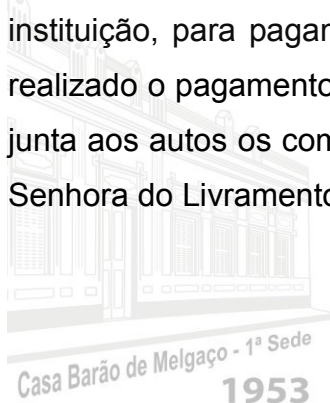 instituição, para pagar
realizado o pagamento
junta aos autos os con
Senhora do Livramento
Casa Barão de Melgaço - 1ª Sede
1953